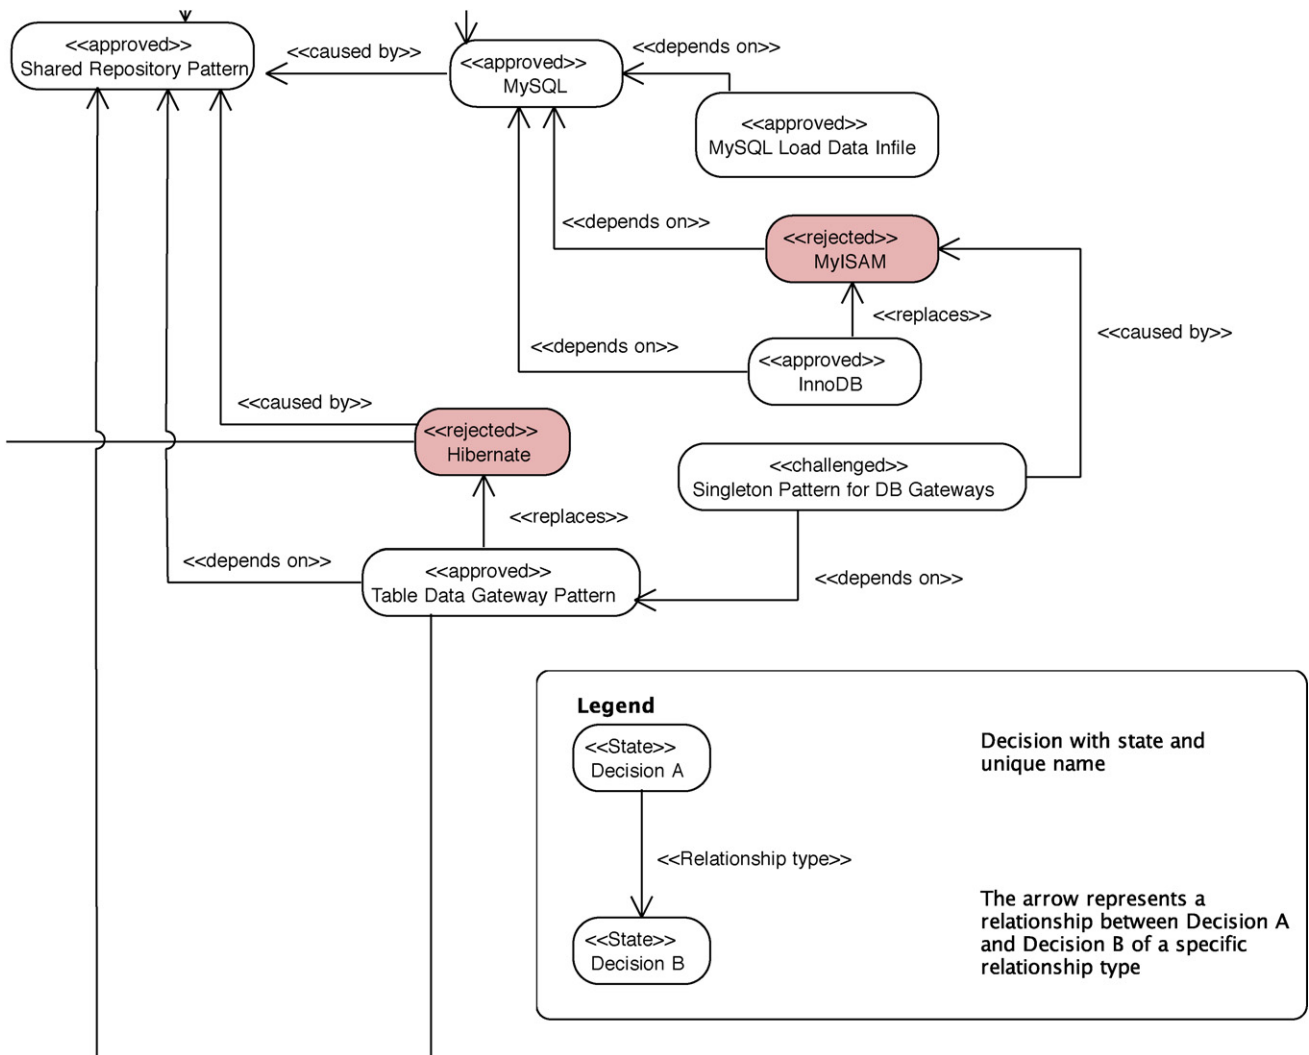 <<approved>>
Shared Repository Pattern
<<caused by>>
<<approved>>
MySQL
<<depends on>>
<<approved>>
MySQL Load Data Infile
<<depends on>>
<<rejected>>
MyISAM
<<replaces>>
<<caused by>>
<<depends on>>
<<approved>>
InnoDB
<<caused by>>
<<rejected>>
Hibernate
<<challenged>>
Singleton Pattern for DB Gateways
<<replaces>>
<<depends on>>
<<approved>>
Table Data Gateway Pattern
<<depends on>>
Legend
<<State>>
Decision A
Decision with state and
unique name
<<Relationship type>>
The arrow represents a
relationship between Decision A
and Decision B of a specific
relationship type
<<State>>
Decision B